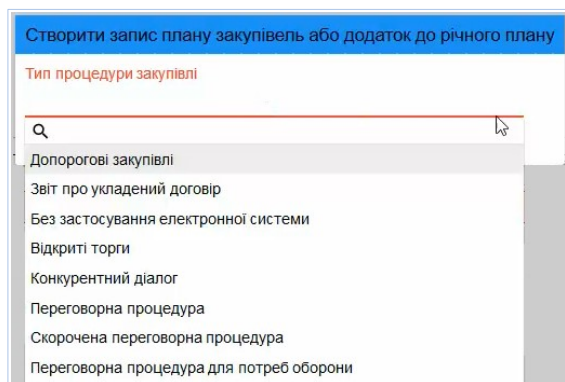 Створити запис плану закупівель або додаток до річного плану
Тип процедури закупівлі
Допорогові закупівлі
Звіт про укладений договір
Без застосування електронної системи
Відкриті торги
Конкурентний діалог
Переговорна процедура
Скорочена переговорна процедура
Переговорна процедура для потреб оборони